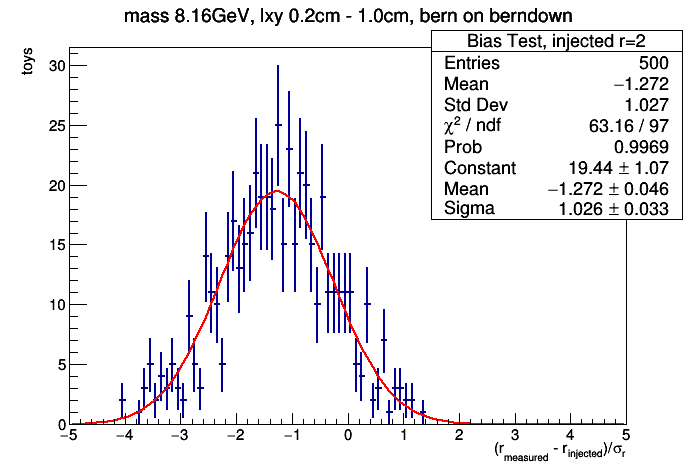 mass 8.16GeV, lxy 0.2cm - 1.0cm, bern on berndown
Bias Test, injected r=2
Entries 500
Mean −1.272
Std Dev 1.027
χ² / ndf 63.16 / 97
Prob 0.9969
Constant 19.44 ± 1.07
Mean −1.272 ± 0.046
Sigma 1.026 ± 0.033
toys
30
25
20
15
10
5
0
−5 −4 −3 −2 −1 0 1 2 3 4 5
(r_measured - r_injected)/σ_r